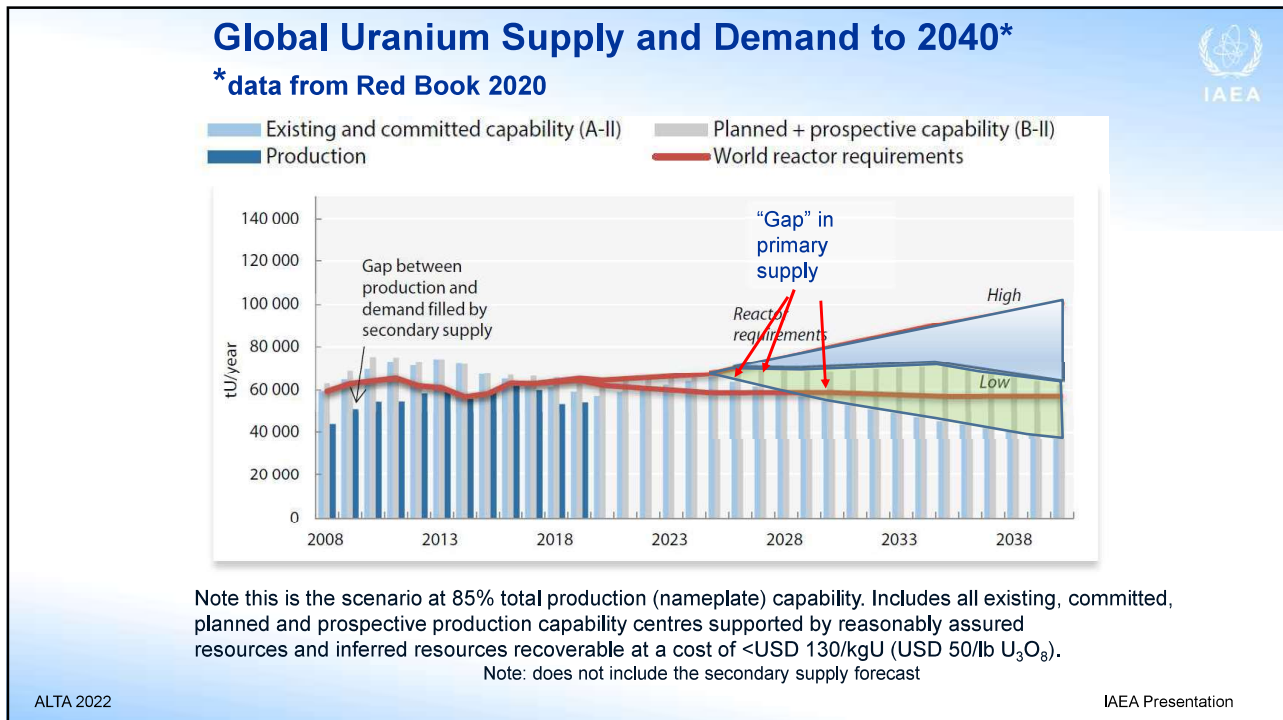 Global Uranium Supply and Demand to 2040*
*data from Red Book 2020
IAEA
Existing and committed capability (A-II)
Planned + prospective capability (B-II)
Production
World reactor requirements
140 000
120 000
100 000
80 000
60 000
40 000
20 000
0
tU/year
Gap between
production and
demand filled by
secondary supply
“Gap” in
primary
supply
Reactor
requirements
High
Low
2008
2013
2018
2023
2028
2033
2038
Note this is the scenario at 85% total production (nameplate) capability. Includes all existing, committed,
planned and prospective production capability centres supported by reasonably assured
resources and inferred resources recoverable at a cost of <USD 130/kgU (USD 50/lb U₃O₈).
Note: does not include the secondary supply forecast
ALTA 2022
IAEA Presentation